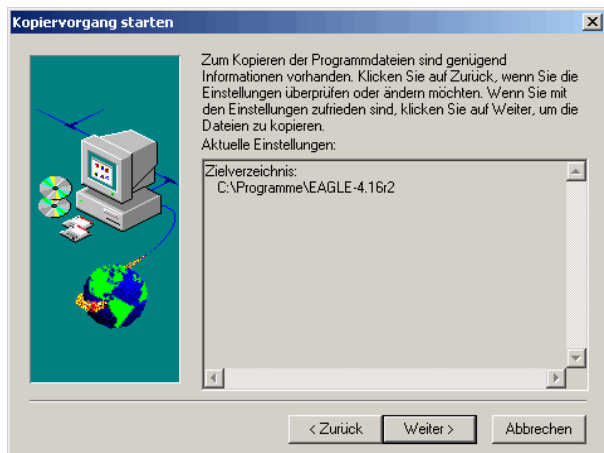 Kopiervorgang starten
Zum Kopieren der Programmdateien sind genügend
Informationen vorhanden. Klicken Sie auf Zurück, wenn Sie die
Einstellungen überprüfen oder ändern möchten. Wenn Sie mit
den Einstellungen zufrieden sind, klicken Sie auf Weiter, um die
Dateien zu kopieren.
Aktuelle Einstellungen:
Zielverzeichnis:
C:\Programme\EAGLE-4.16r2
< Zurück Weiter > Abbrechen